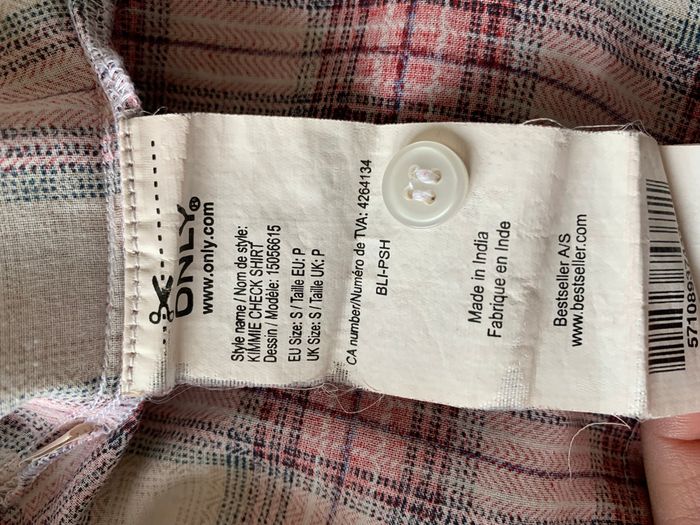 ONLY®
www.only.com
Style name / Nom de style:
KIMMIE CHECK SHIRT
Dessin / Modèle: 15056615
EU Size: S / Taille EU: P
UK Size: S / Taille UK: P
CA number/Numéro de TVA: 4264134
BLI-PSH
Made in India
Fabrique en Inde
Bestseller A/S
www.bestseller.com